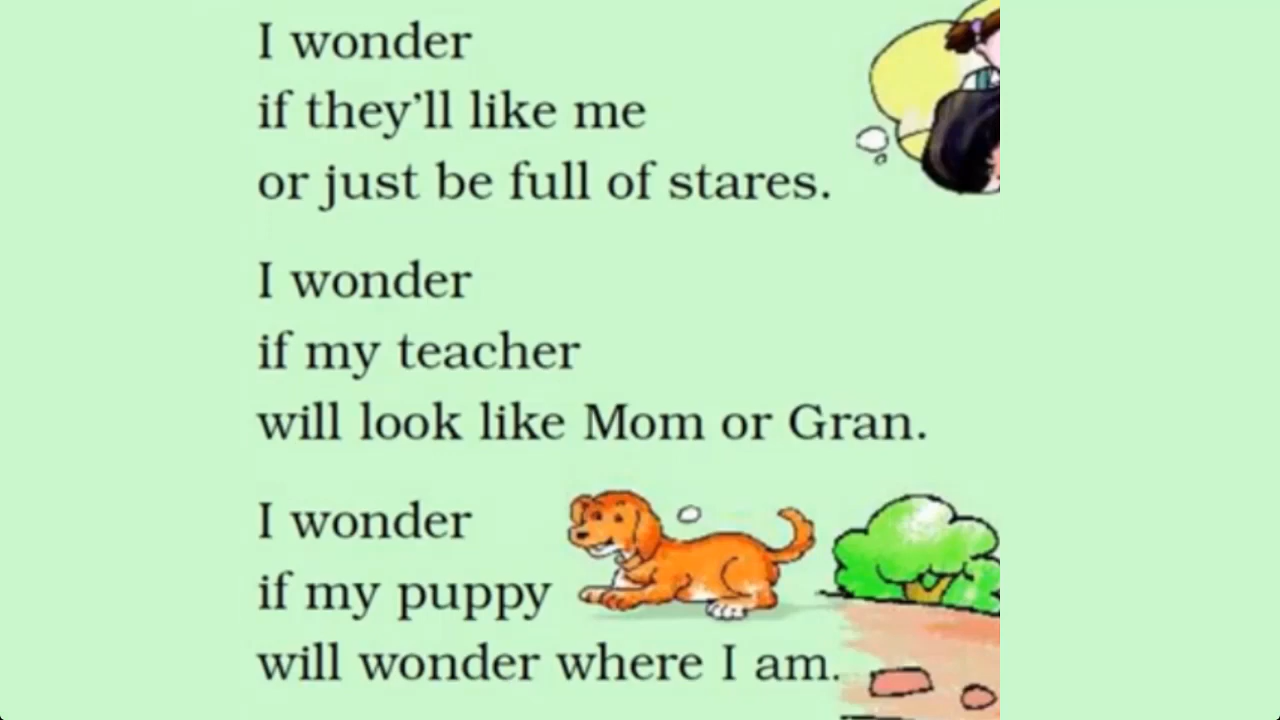 I wonder
if they'll like me
or just be full of stares.
I wonder
if my teacher
will look like Mom or Gran.
I wonder
if my puppy
will wonder where I am.